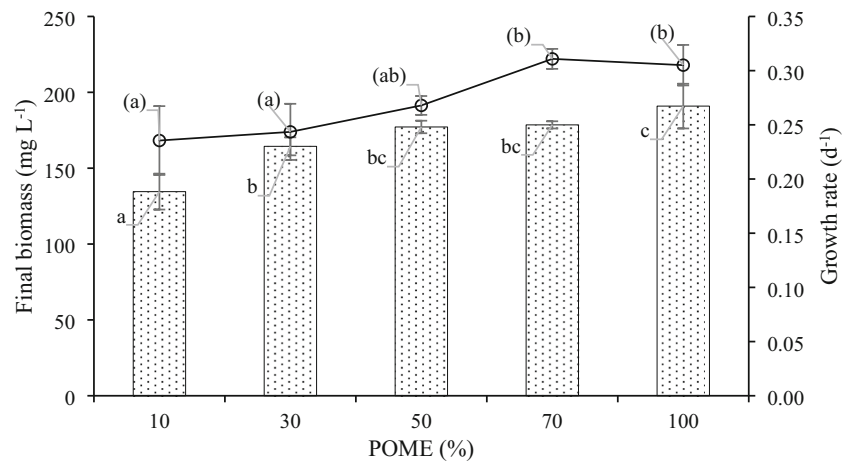 250
200
150
100
50
0
Final biomass (mg L-1)
0.35
0.30
0.25
0.20
0.15
0.10
0.05
0.00
Growth rate (d-1)
(a)
(a)
(ab)
(b)
(b)
a
b
bc
bc
c
10 30 50 70 100
POME (%)